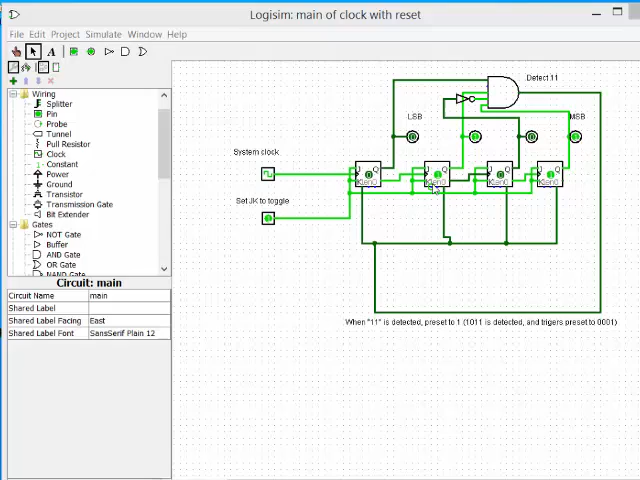 Logisim: main of clock with reset
File Edit Project Simulate Window Help
A
Wiring
Splitter
Pin
Probe
Tunnel
Pull Resistor
Clock
Constant
Power
Ground
Transistor
Transmission Gate
Bit Extender
Gates
NOT Gate
Buffer
AND Gate
OR Gate
NAND Gate
Circuit: main
Circuit Name main
Shared Label
Shared Label Facing East
Shared Label Font SansSerif Plain 12
Detect 11
LSB
MSB
System clock
Set JK to toggle
J Q J Q J Q J Q
When "11" is detected, preset to 1 (1011 is detected, and trigers preset to 0001)